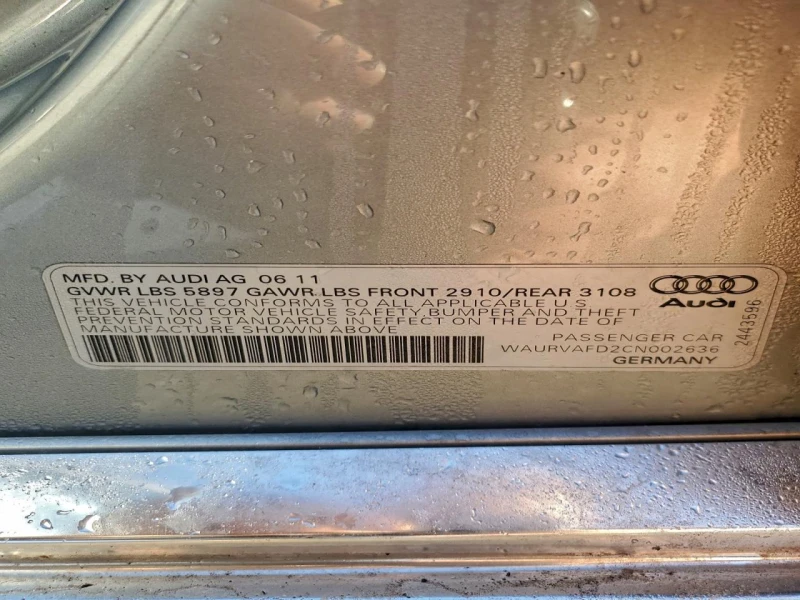 MFD. BY AUDI AG 06 11
GVWR LBS 5897 GAWR.LBS FRONT 2910/REAR 3108
THIS VEHICLE CONFORMS TO ALL APPLICABLE U S
FEDERAL MOTOR VEHICLE SAFETY,BUMPER AND THEFT
PREVENTION STANDARDS IN EFFECT ON THE DATE OF
MANUFACTURE SHOWN ABOVE
PASSENGER CAR
WAURVAFD2CN002636
GERMANY
Audi
2443596